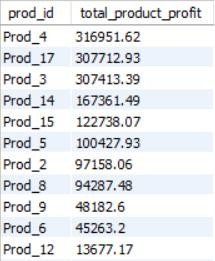 prod_id total_product_profit
Prod_4 316951.62
Prod_17 307712.93
Prod_3 307413.39
Prod_14 167361.49
Prod_15 122738.07
Prod_5 100427.93
Prod_2 97158.06
Prod_8 94287.48
Prod_9 48182.6
Prod_6 45263.2
Prod_12 13677.17